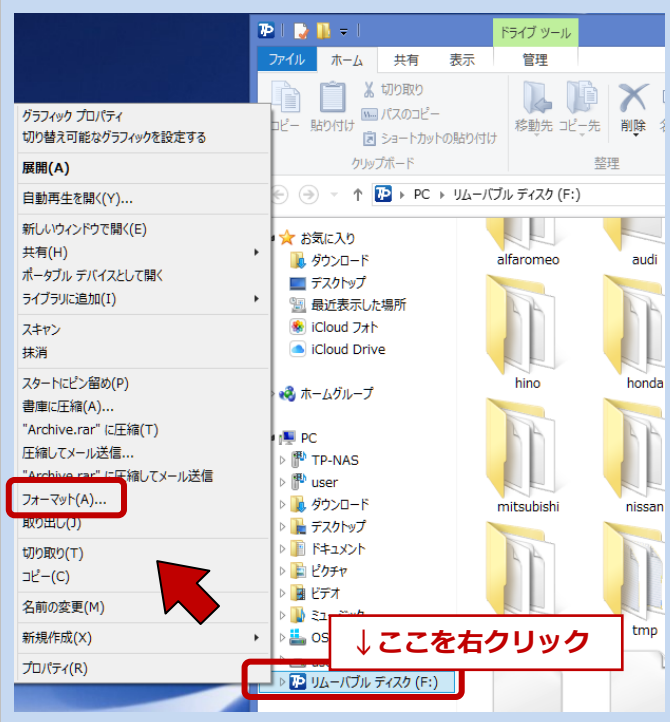 ドライブ ツール
ファイル ホーム 共有 表示 管理
切り取り
パスのコピー
ショートカットの貼り付け
コピー 貼り付け
移動先 コピー先 削除
クリップボード
整理
PC リムーバブル ディスク (F:)
グラフィック プロパティ
切り替え可能なグラフィックを設定する
展開(A)
自動再生を開く(Y)...
新しいウィンドウで開く(E)
共有(H)
ポータブル デバイスとして開く
ライブラリに追加(I)
スキャン
抹消
スタートにピン留め(P)
書庫に圧縮(A)...
"Archive.rar" に圧縮(T)
圧縮してメール送信...
"Archive.rar" に圧縮してメール送信
フォーマット(A)...
取り出し(J)
切り取り(T)
コピー(C)
名前の変更(M)
新規作成(X)
プロパティ(R)
お気に入り
ダウンロード
デスクトップ
最近表示した場所
iCloud フォト
iCloud Drive
ホームグループ
PC
TP-NAS
user
ダウンロード
デスクトップ
ドキュメント
ピクチャ
ビデオ
ミュージック
OS
リムーバブル ディスク (F:)
alfaromeo audi
hino honda
mitsubishi nissan
tmp
↓ここを右クリック